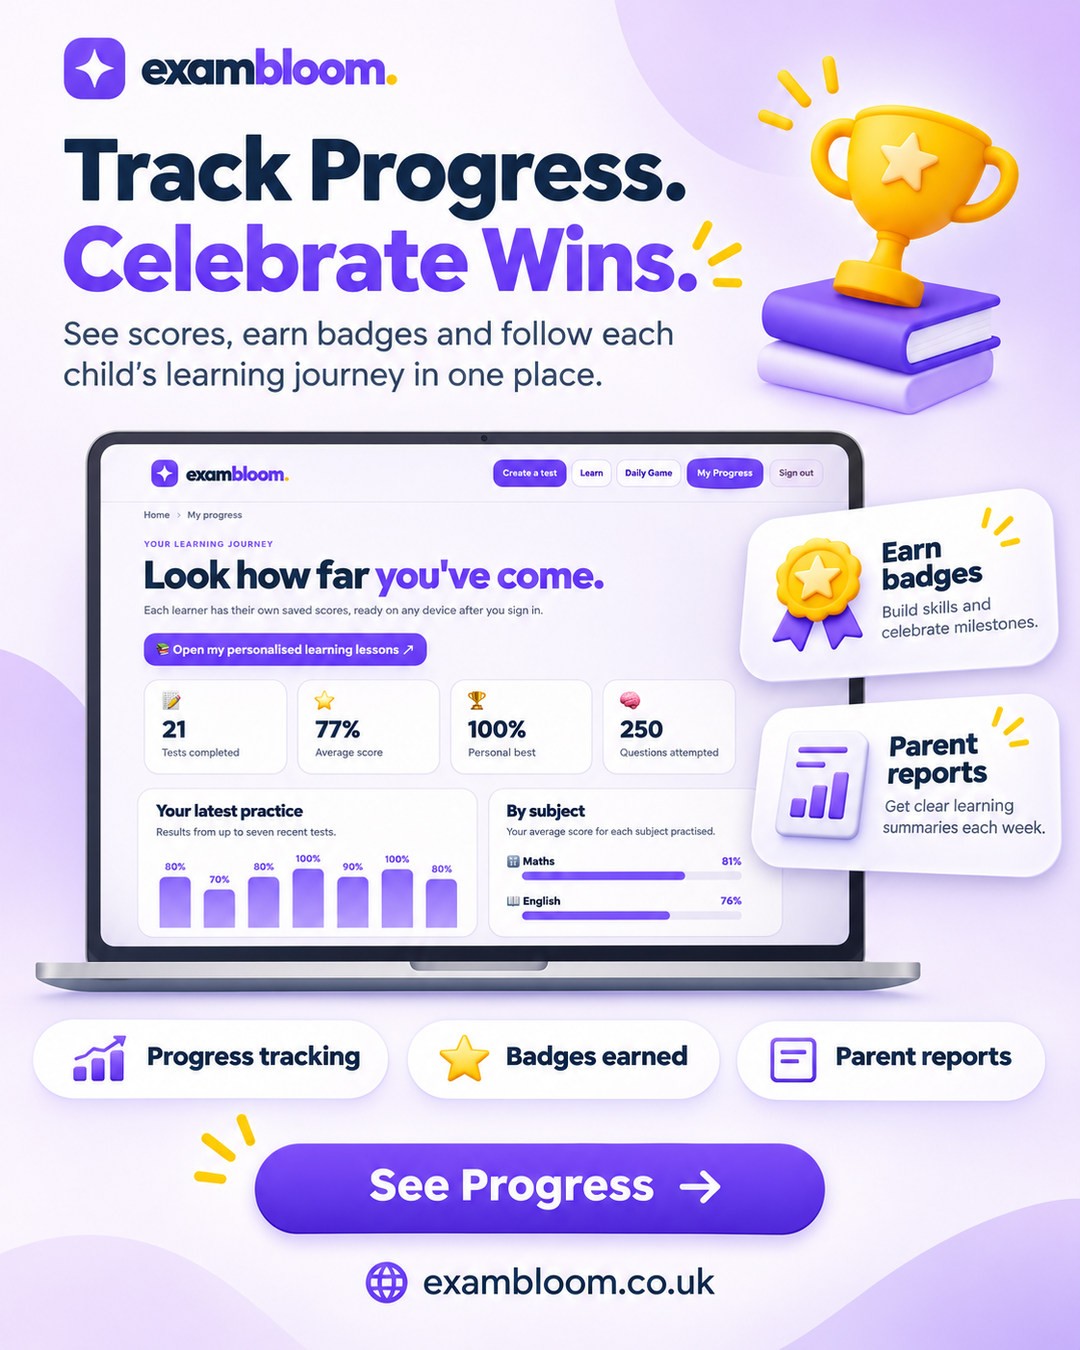 exambloom.
Track Progress.
Celebrate Wins.
See scores, earn badges and follow each
child's learning journey in one place.
exambloom.
Create a test
Learn
Daily Game
My Progress
Sign out
Home > My progress
YOUR LEARNING JOURNEY
Look how far you've come.
Each learner has their own saved scores, ready on any device after you sign in.
Open my personalised learning lessons ↗
21
Tests completed
77%
Average score
100%
Personal best
250
Questions attempted
Your latest practice
Results from up to seven recent tests.
80% 70% 80% 100% 90% 100% 80%
By subject
Your average score for each subject practised.
Maths 81%
English 76%
Earn
badges
Build skills and
celebrate milestones.
Parent
reports
Get clear learning
summaries each week.
Progress tracking
Badges earned
Parent reports
See Progress →
exambloom.co.uk